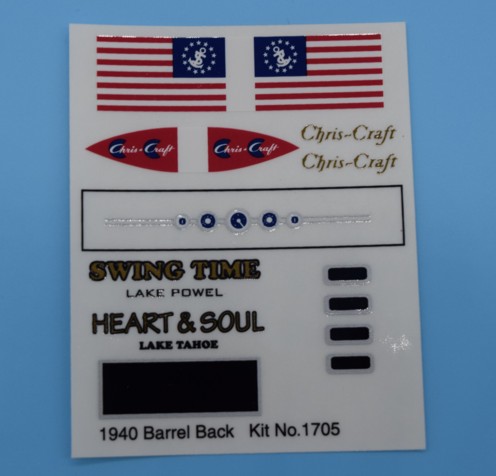 Chris-Craft Chris-Craft Chris-Craft
Chris-Craft
SWING TIME
LAKE POWEL
HEART & SOUL
LAKE TAHOE
1940 Barrel Back Kit No.1705